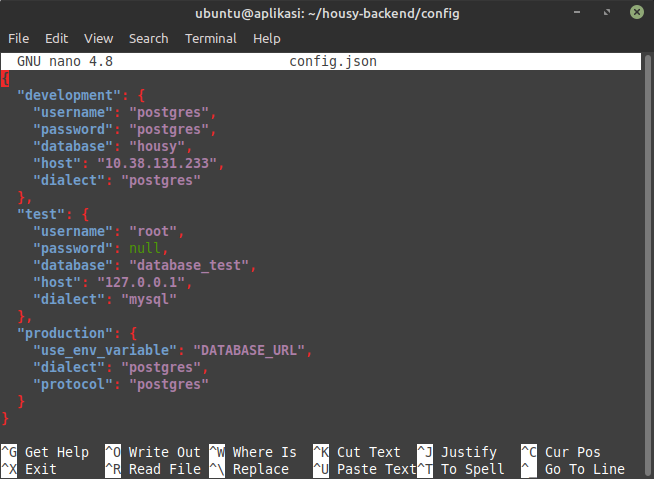 ubuntu@aplikasi: ~/housy-backend/config
File Edit View Search Terminal Help
GNU nano 4.8 config.json
{
  "development": {
    "username": "postgres",
    "password": "postgres",
    "database": "housy",
    "host": "10.38.131.233",
    "dialect": "postgres"
  },
  "test": {
    "username": "root",
    "password": null,
    "database": "database_test",
    "host": "127.0.0.1",
    "dialect": "mysql"
  },
  "production": {
    "use_env_variable": "DATABASE_URL",
    "dialect": "postgres",
    "protocol": "postgres"
  }
}
^G Get Help ^O Write Out ^W Where Is ^K Cut Text ^J Justify ^C Cur Pos
^X Exit ^R Read File ^\ Replace ^U Paste Text ^T To Spell ^_ Go To Line